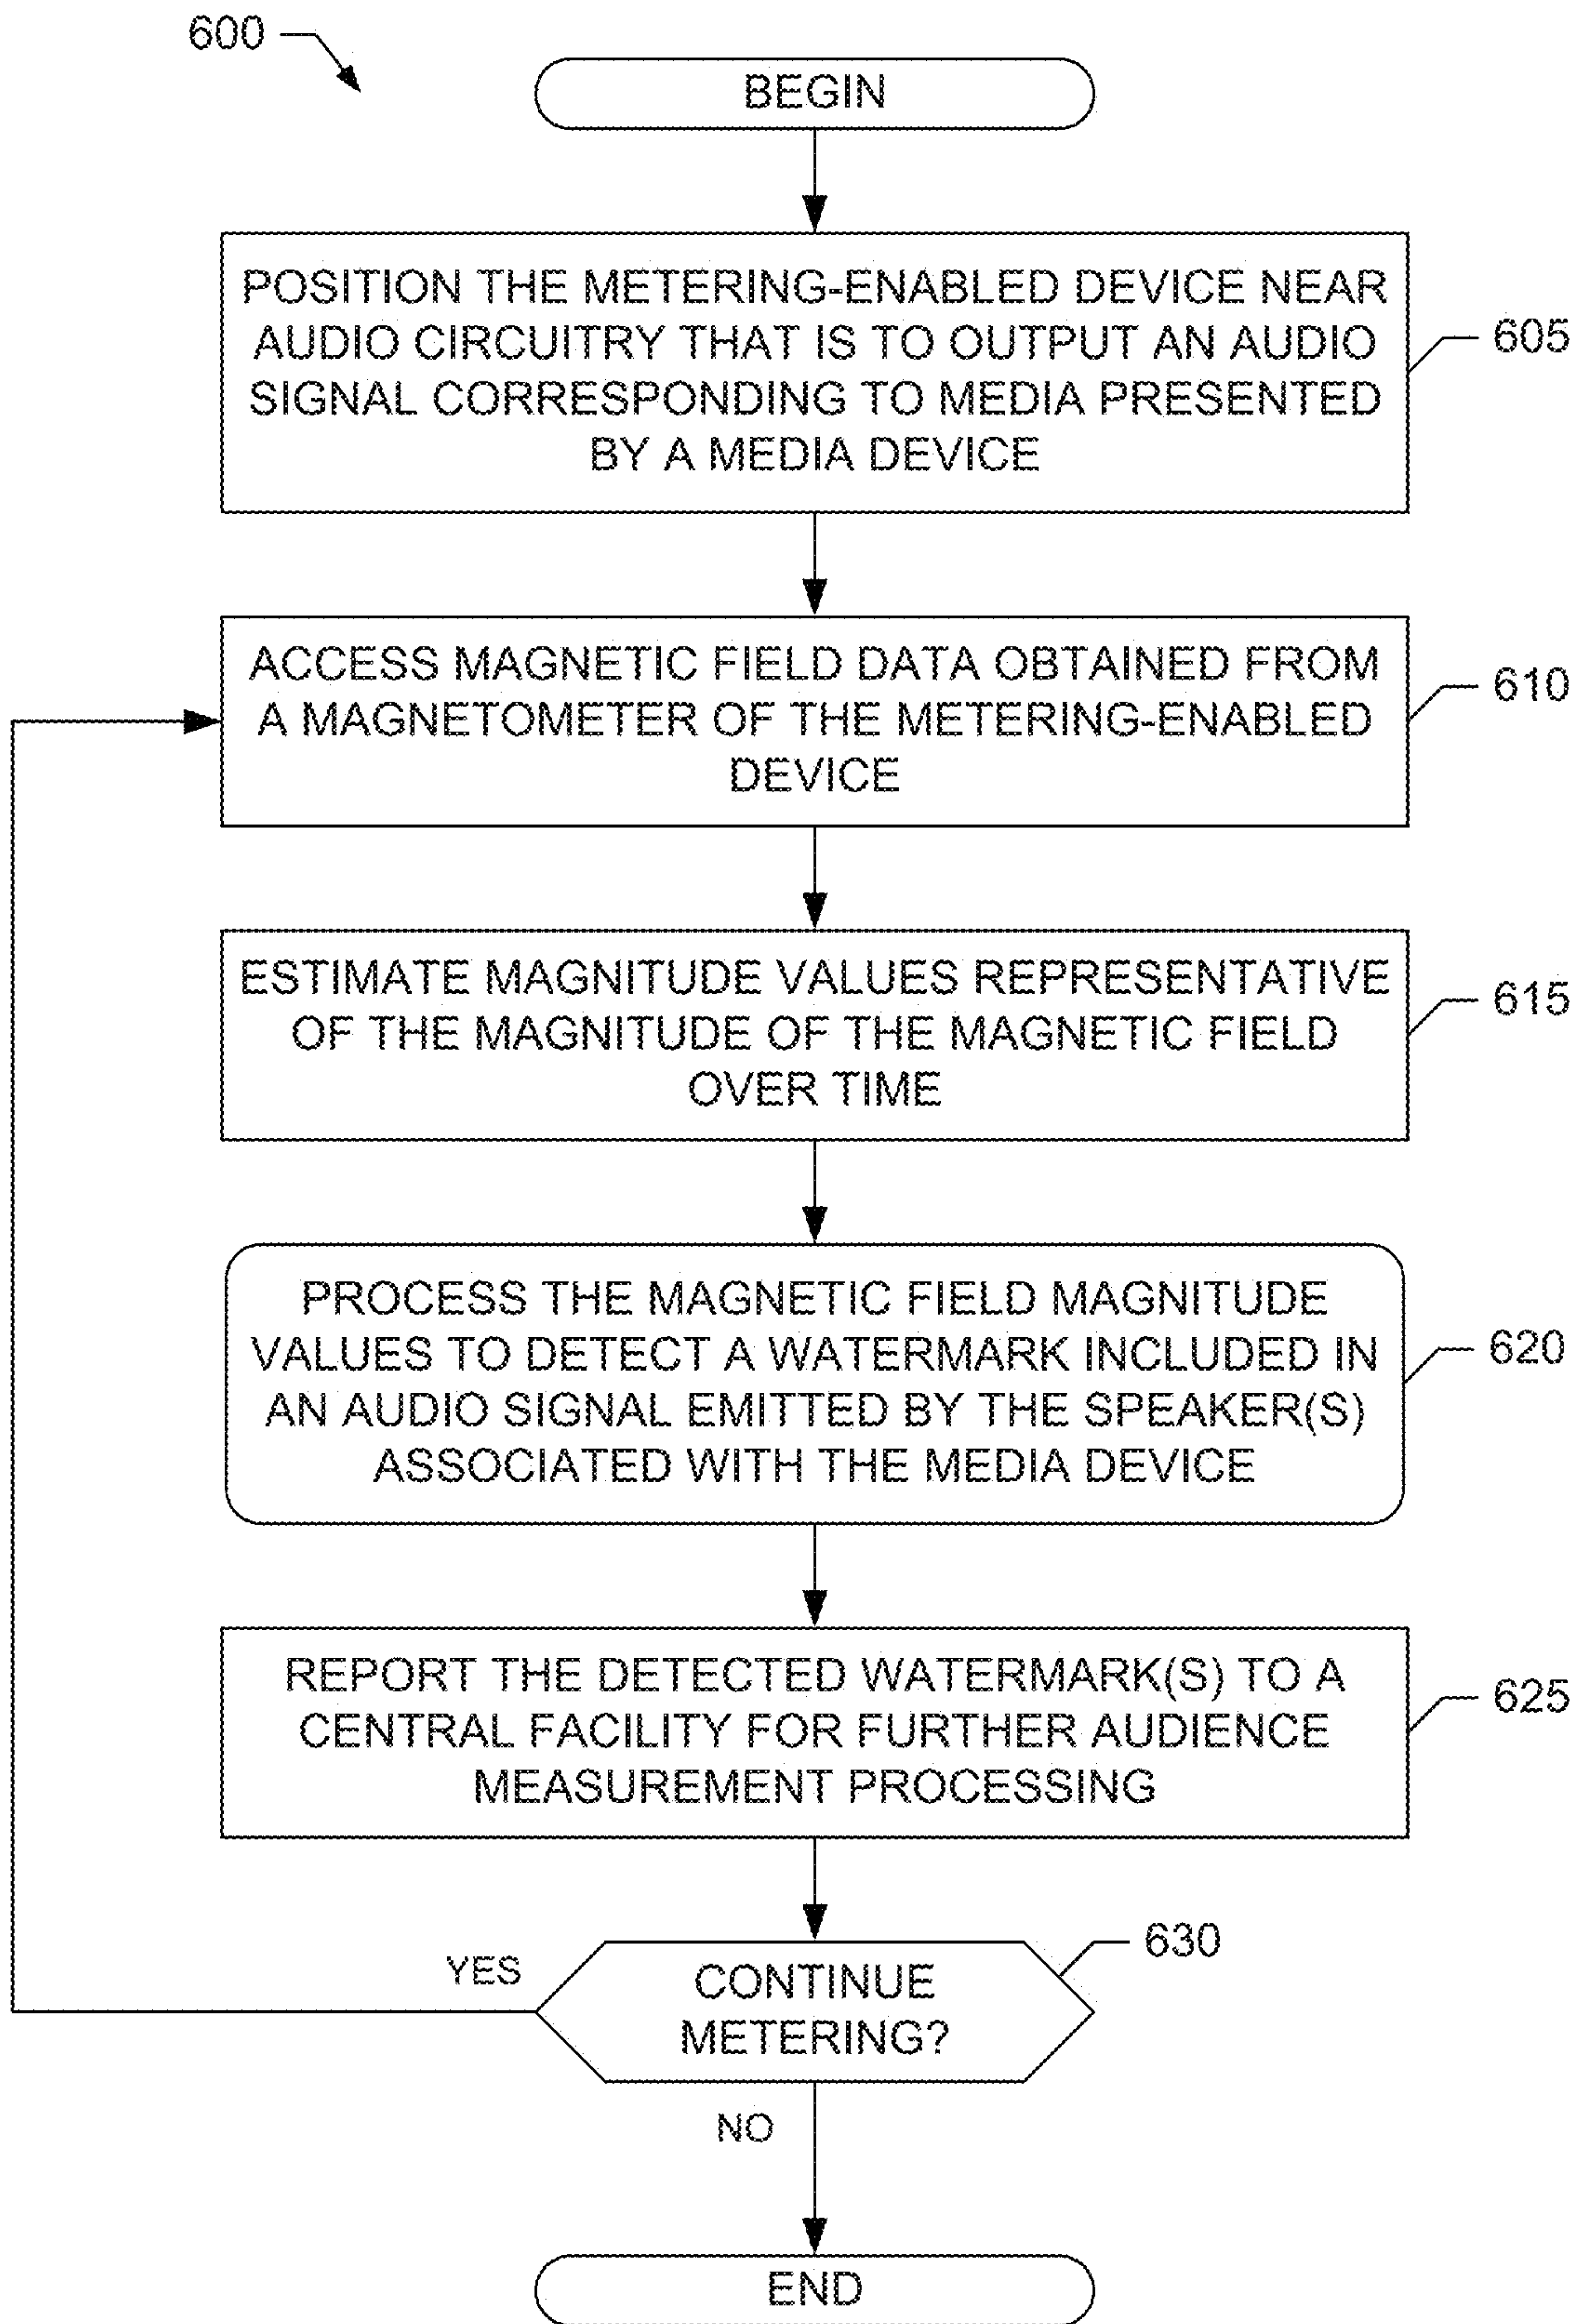 600
BEGIN
POSITION THE METERING-ENABLED DEVICE NEAR
AUDIO CIRCUITRY THAT IS TO OUTPUT AN AUDIO
SIGNAL CORRESPONDING TO MEDIA PRESENTED
BY A MEDIA DEVICE
605
ACCESS MAGNETIC FIELD DATA OBTAINED FROM
A MAGNETOMETER OF THE METERING-ENABLED
DEVICE
610
ESTIMATE MAGNITUDE VALUES REPRESENTATIVE
OF THE MAGNITUDE OF THE MAGNETIC FIELD
OVER TIME
615
PROCESS THE MAGNETIC FIELD MAGNITUDE
VALUES TO DETECT A WATERMARK INCLUDED IN
AN AUDIO SIGNAL EMITTED BY THE SPEAKER(S)
ASSOCIATED WITH THE MEDIA DEVICE
620
REPORT THE DETECTED WATERMARK(S) TO A
CENTRAL FACILITY FOR FURTHER AUDIENCE
MEASUREMENT PROCESSING
625
CONTINUE
METERING?
630
YES
NO
END